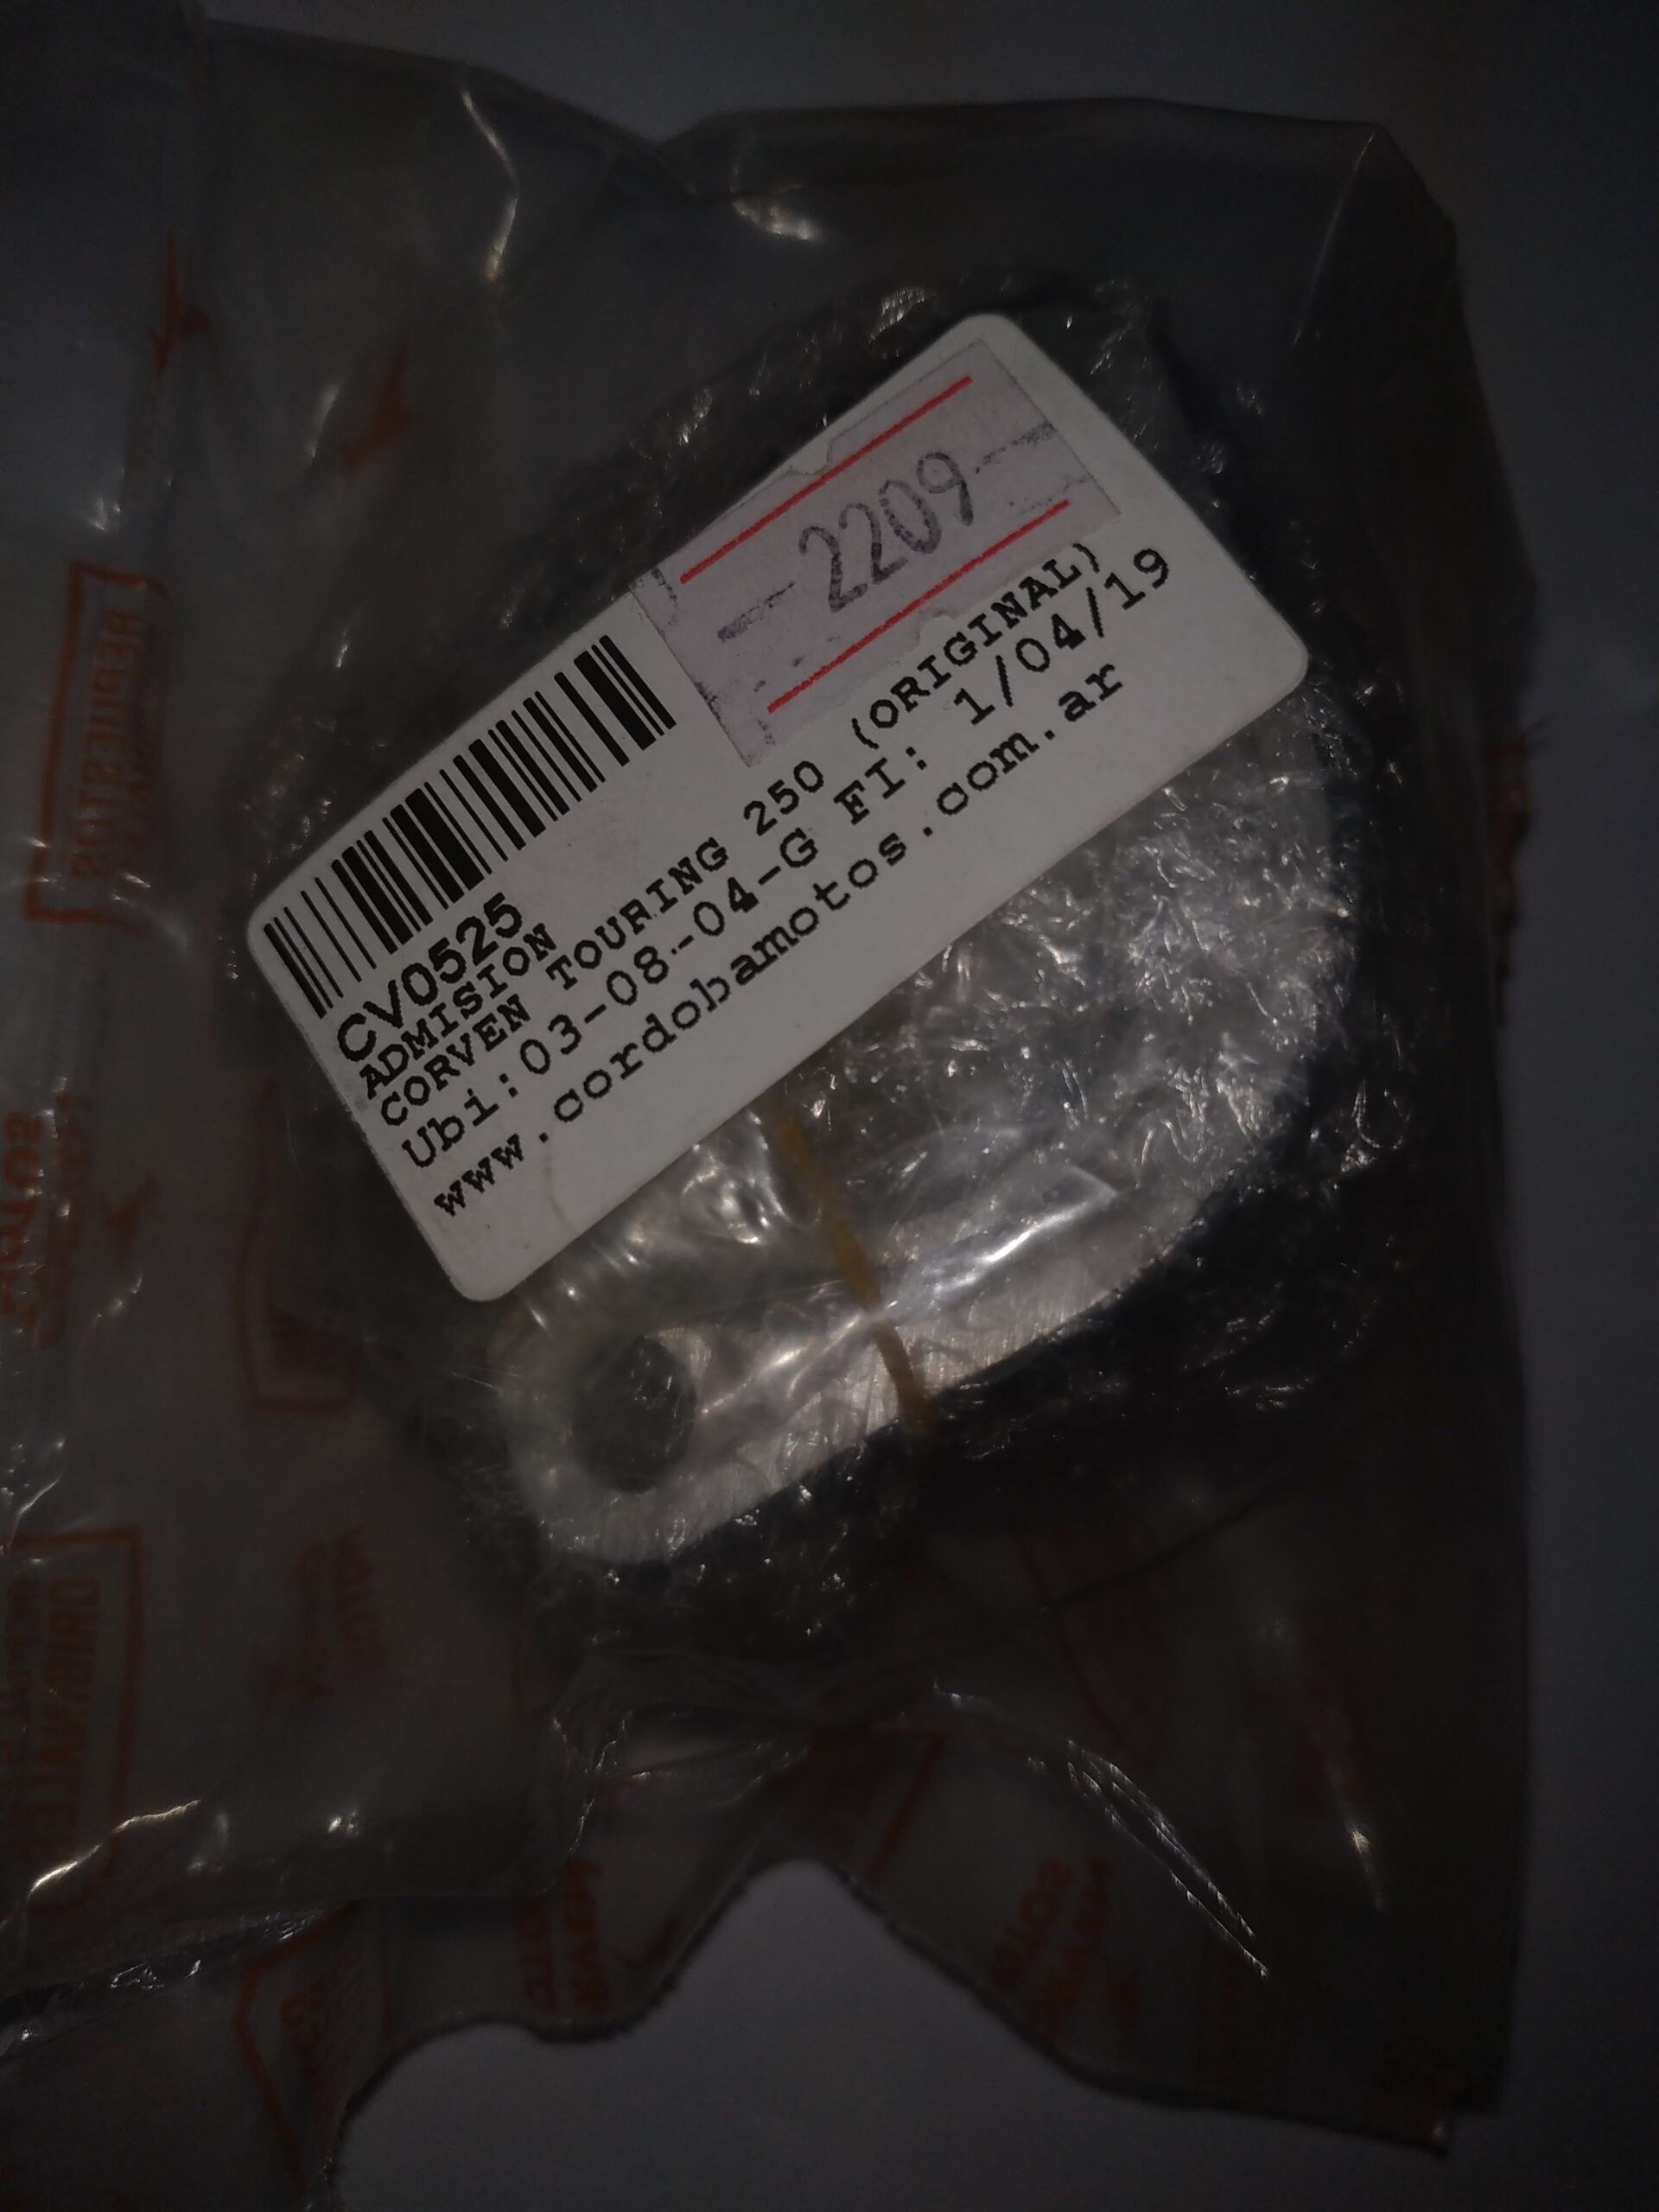 -2209-
CV0525
ADMISION
CORVEN TOURING 250 (ORIGINAL)
Ubi:03-08-04-G FI: 1/04/19
www.cordobamotos.com.ar
REPUESTOS